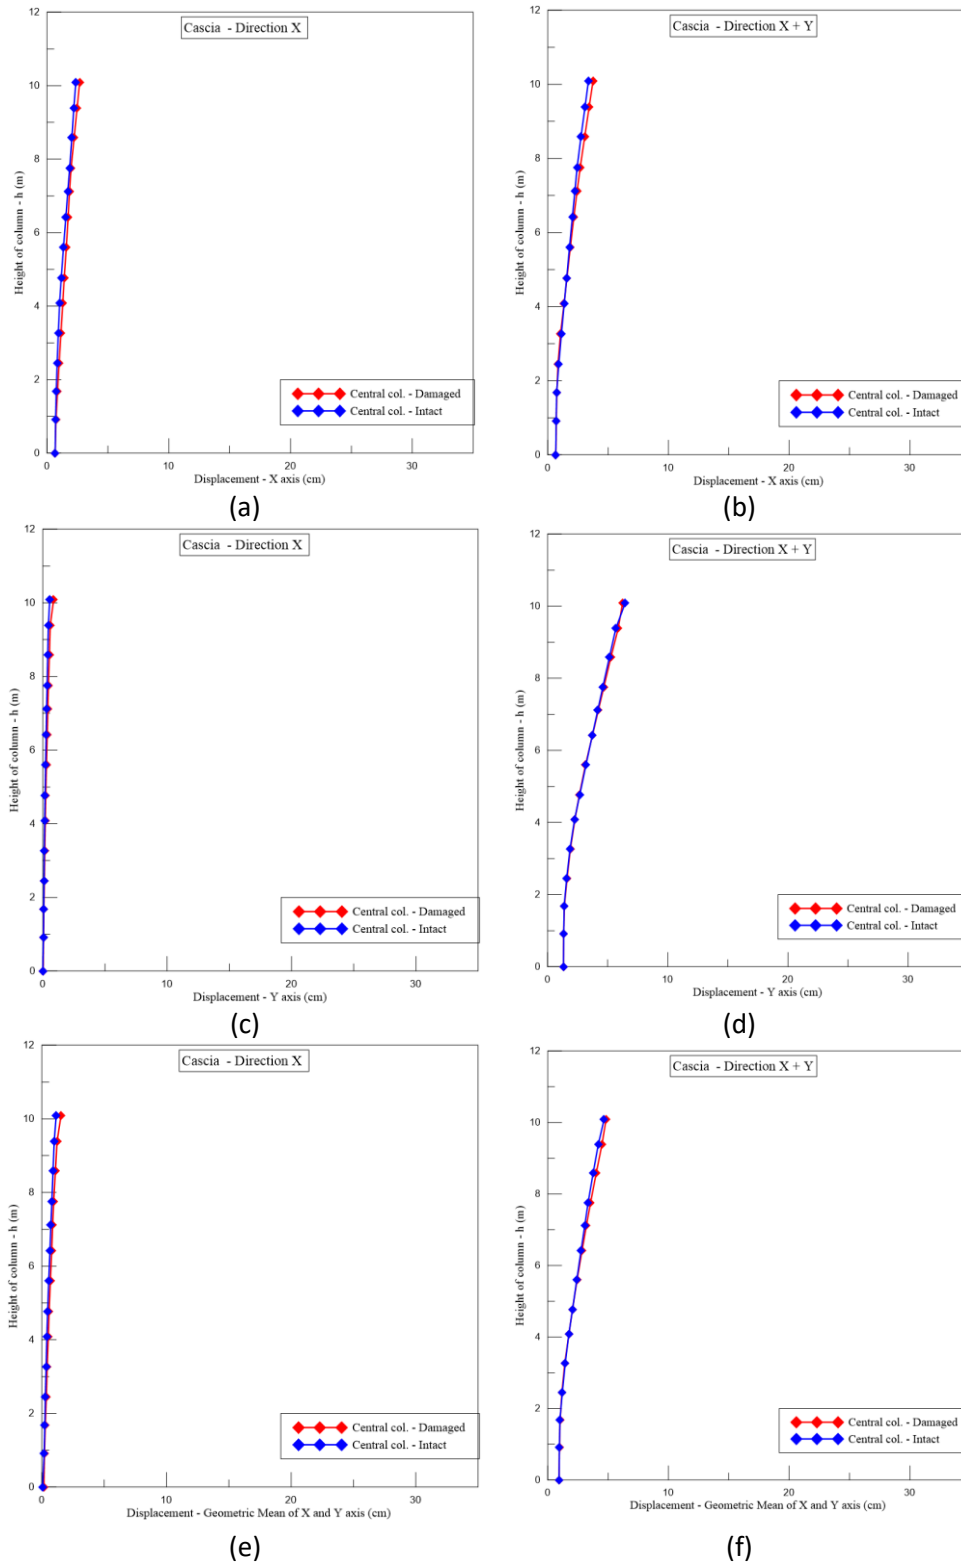 Cascia - Direction X
12
10
8
6
4
2
0
Height of column - h (m)
Central col. - Damaged
Central col. - Intact
0 10 20 30
Displacement - X axis (cm)
(a)
Cascia - Direction X + Y
12
10
8
6
4
2
0
Height of column - h (m)
Central col. - Damaged
Central col. - Intact
0 10 20 30
Displacement - X axis (cm)
(b)
Cascia - Direction X
12
10
8
6
4
2
0
Height of column - h (m)
Central col. - Damaged
Central col. - Intact
0 10 20 30
Displacement - Y axis (cm)
(c)
Cascia - Direction X + Y
12
10
8
6
4
2
0
Height of column - h (m)
Central col. - Damaged
Central col. - Intact
0 10 20 30
Displacement - Y axis (cm)
(d)
Cascia - Direction X
12
10
8
6
4
2
0
Height of column - h (m)
Central col. - Damaged
Central col. - Intact
0 10 20 30
Displacement - Geometric Mean of X and Y axis (cm)
(e)
Cascia - Direction X + Y
12
10
8
6
4
2
0
Height of column - h (m)
Central col. - Damaged
Central col. - Intact
0 10 20 30
Displacement - Geometric Mean of X and Y axis (cm)
(f)